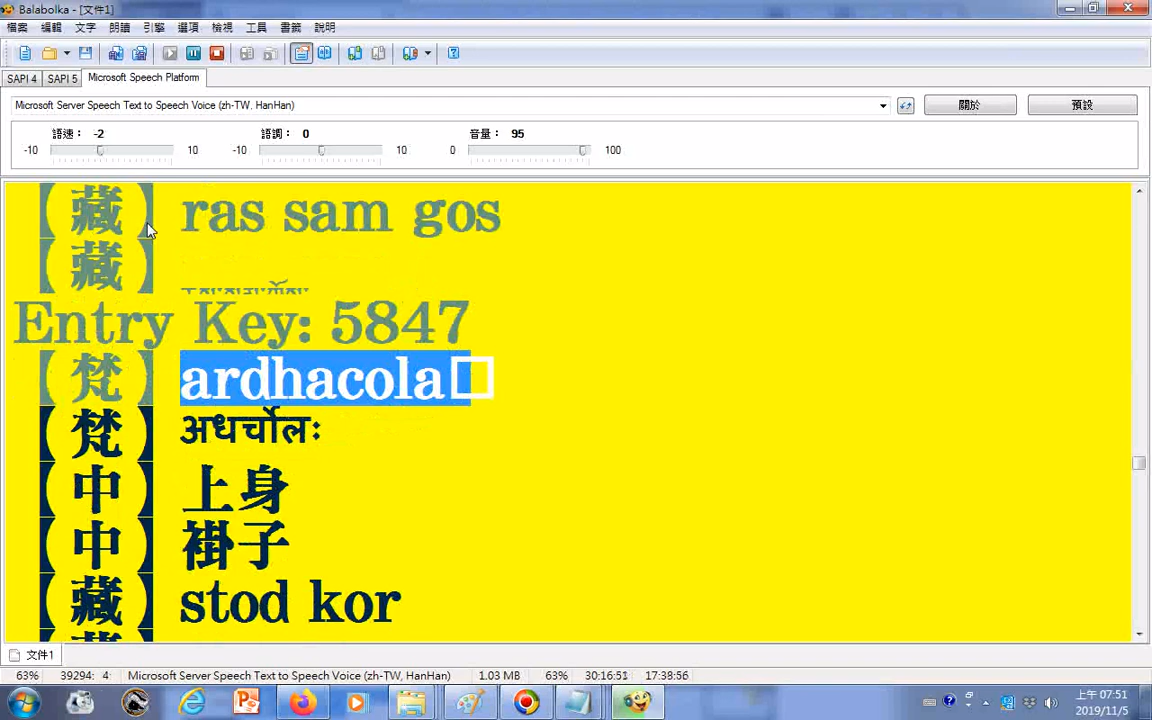 Balabolka - [文件1]
檔案 編輯 文字 朗讀 引擎 選項 檢視 工具 書籤 說明
SAPI 4 SAPI 5 Microsoft Speech Platform
Microsoft Server Speech Text to Speech Voice (zh-TW, HanHan) 關於 預設
語速： -2 語調： 0 音量： 95
-10 10 -10 10 0 100
【藏】 ras sam gos
【藏】
Entry Key: 5847
【梵】 ardhacola□
【梵】 अधर्चोलः
【中】 上身
【中】 褂子
【藏】 stod kor
文件1
63% 39294: 4 Microsoft Server Speech Text to Speech Voice (zh-TW, HanHan) 1.03 MB 63% 30:16:51 17:38:56
上午 07:51
2019/11/5